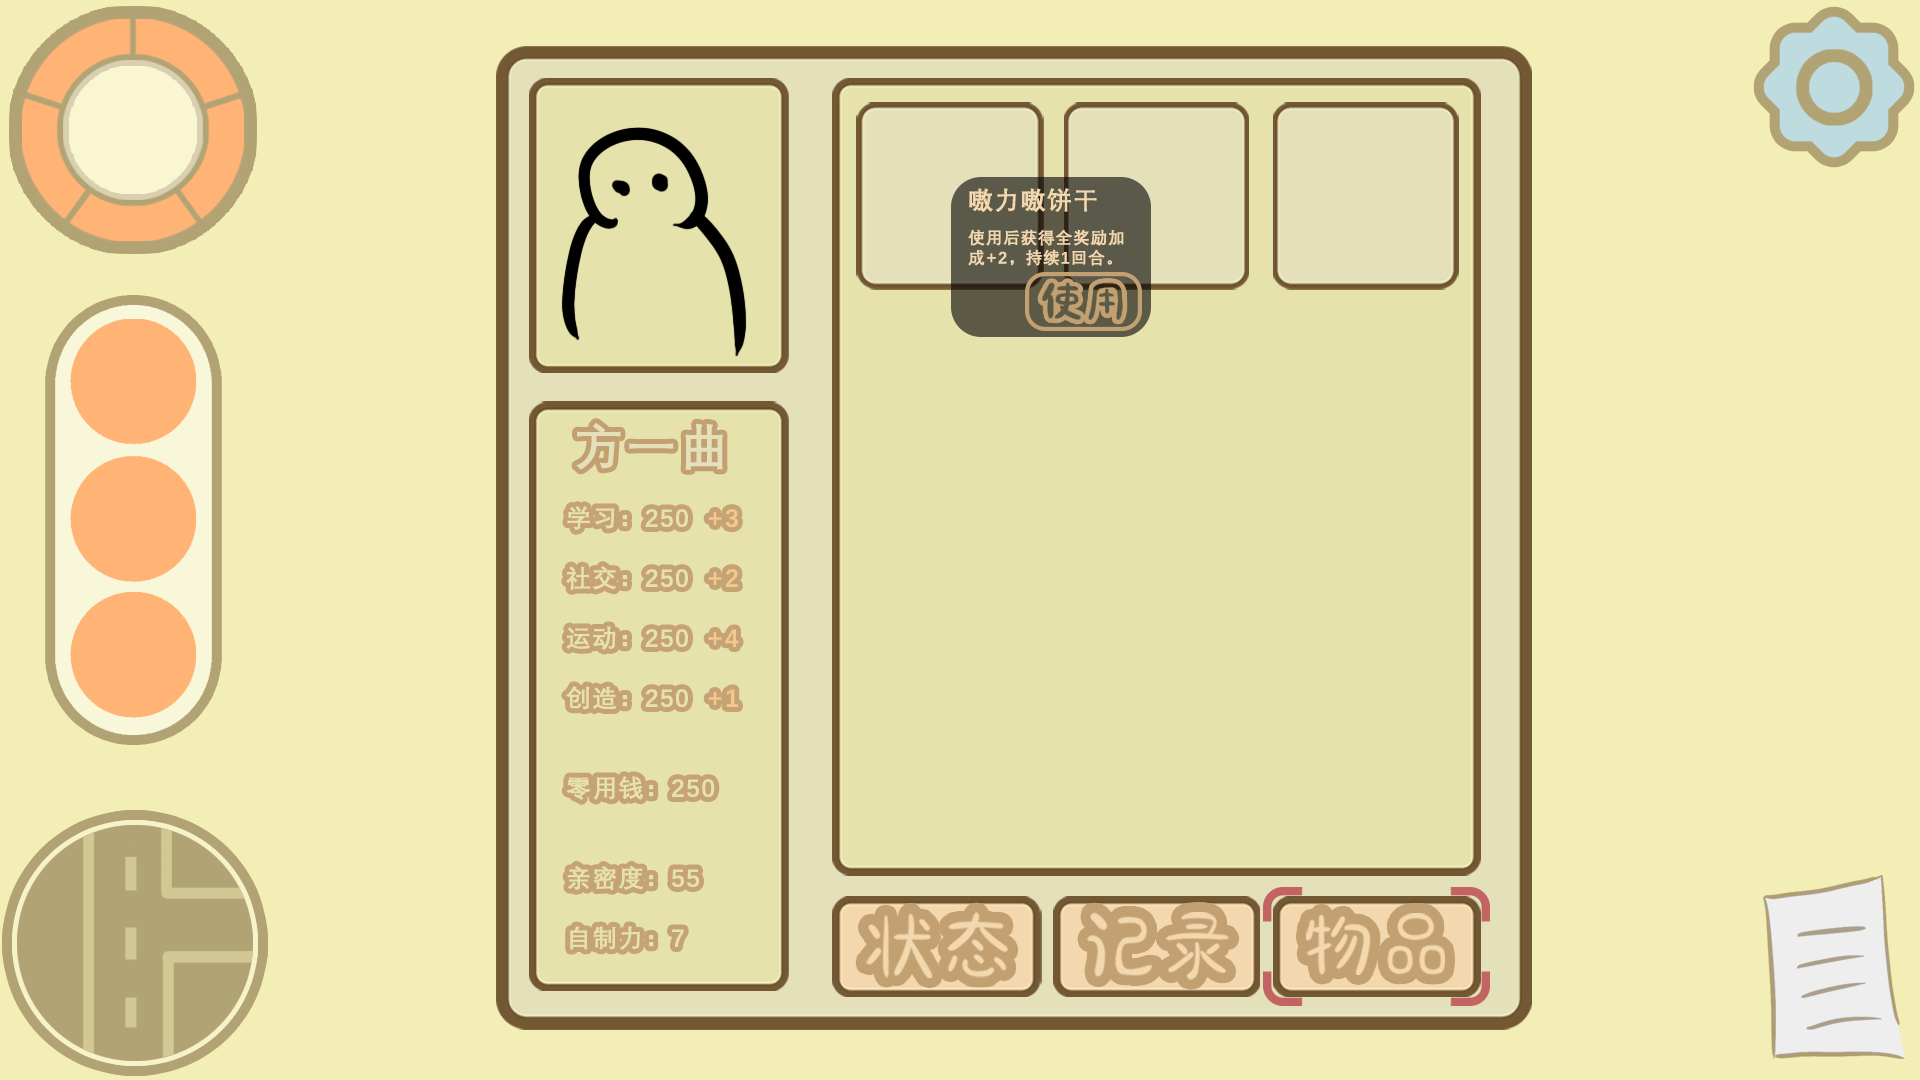 嗷力嗷饼干
使用后获得全奖励加
成+2，持续1回合。
使用
方一曲
学习: 250 +3
社交: 250 +2
运动: 250 +4
创造: 250 +1
零用钱: 250
亲密度: 55
自制力: 7
状态
记录
物品